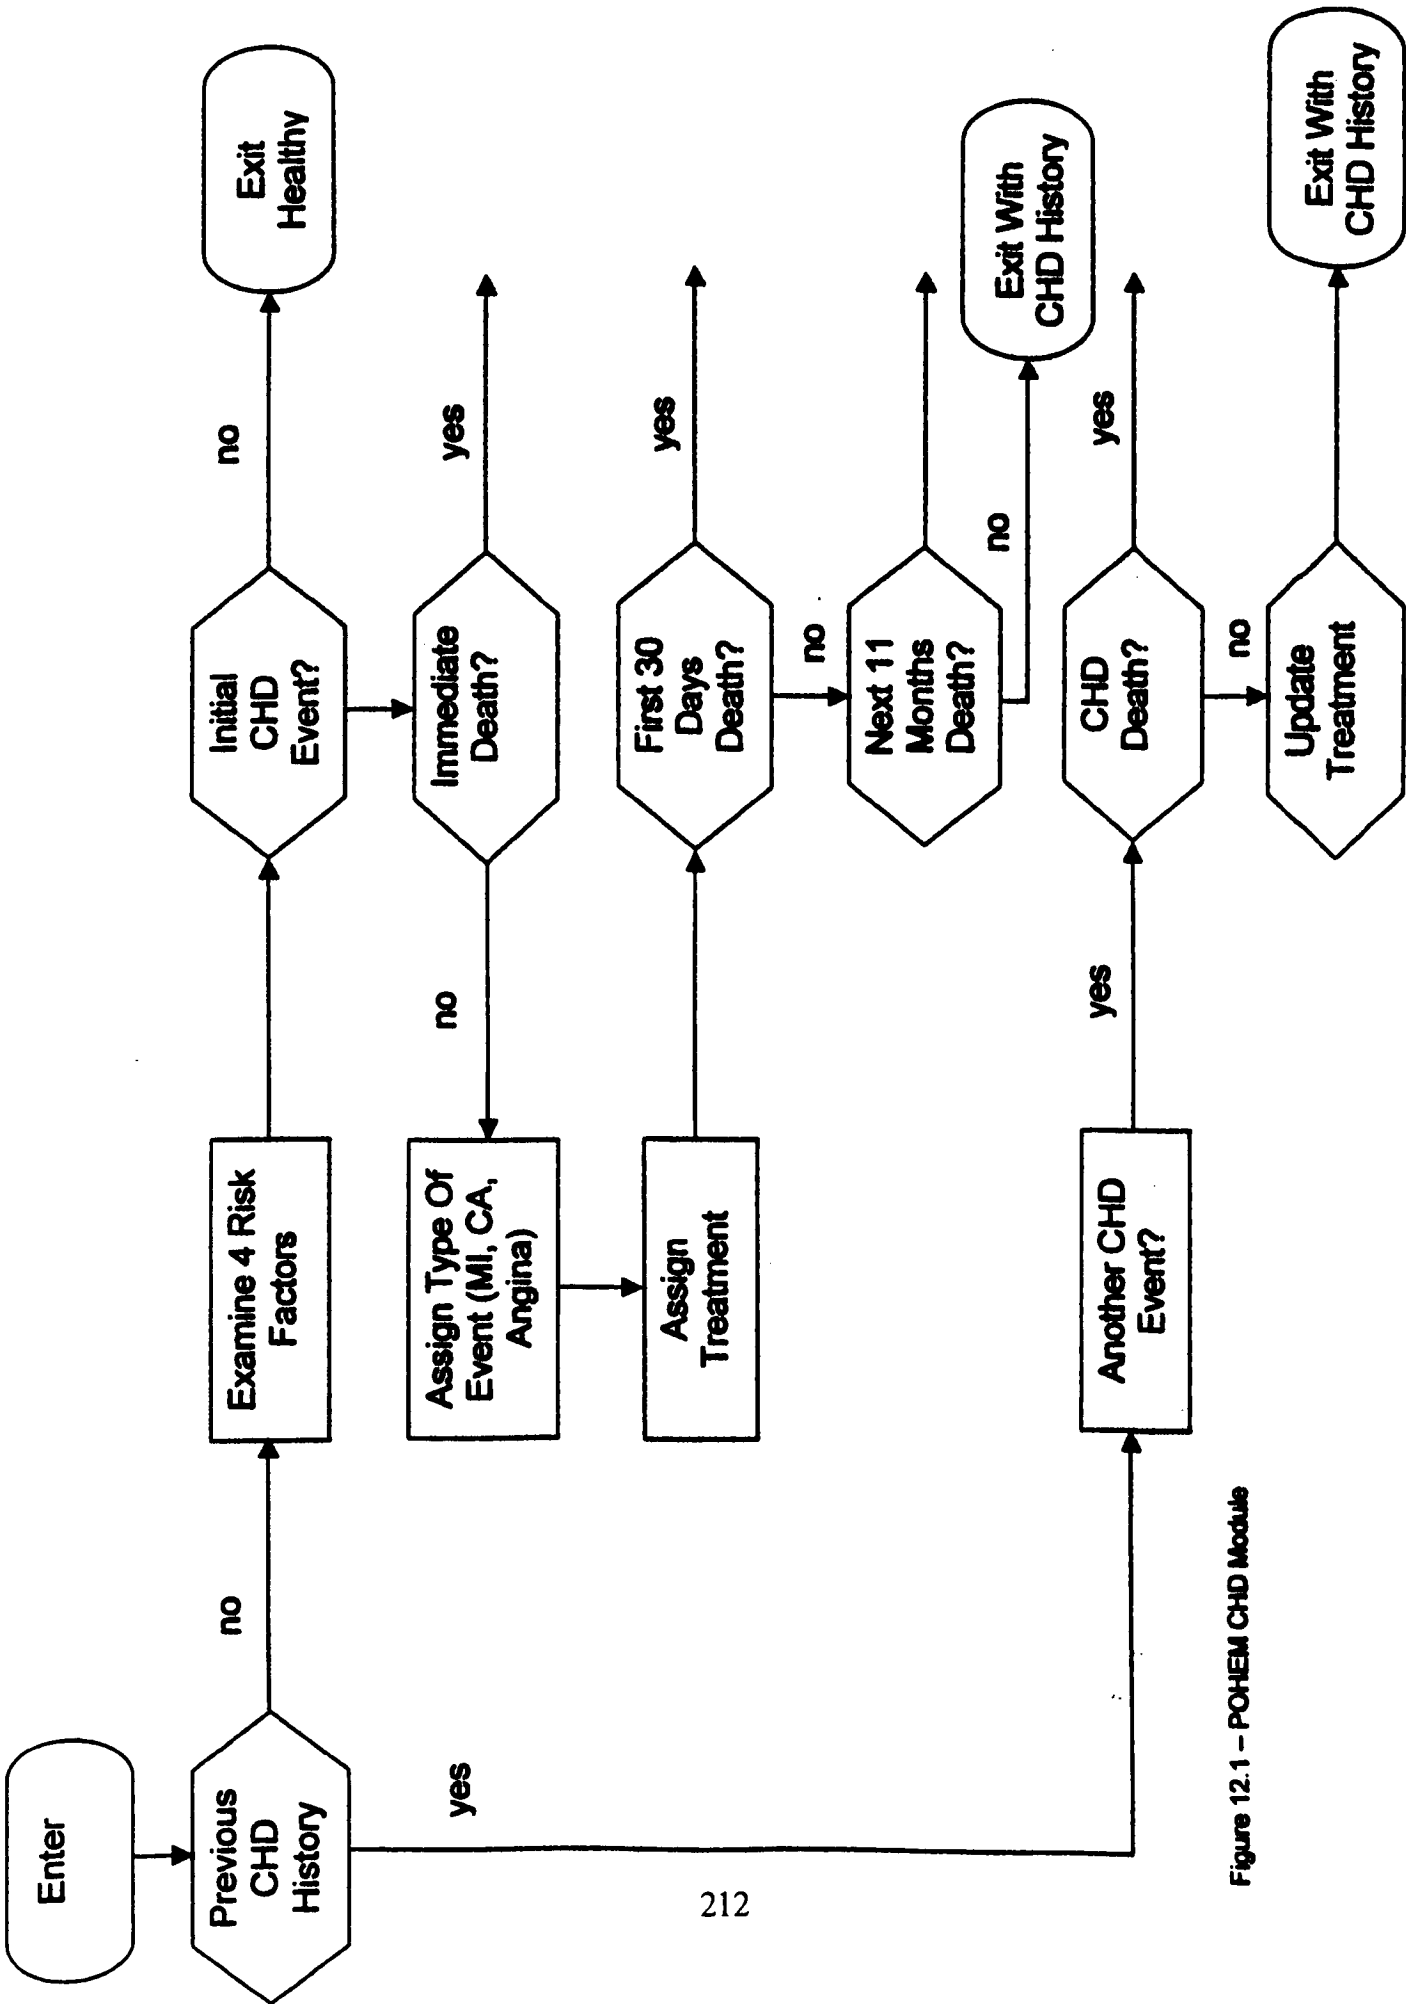 Enter
Previous
CHD
History
no
Examine 4 Risk
Factors
Initial
CHD
Event?
no
Exit
Healthy
Immediate
Death?
yes
no
Assign Type Of
Event (MI, CA,
Angina)
Assign
Treatment
First 30
Days
Death?
yes
no
Next 11
Months
Death?
no
Exit With
CHD History
yes
Another CHD
Event?
yes
CHD
Death?
yes
no
Update
Treatment
Exit With
CHD History
Figure 12.1 – POHEM CHD Module
212